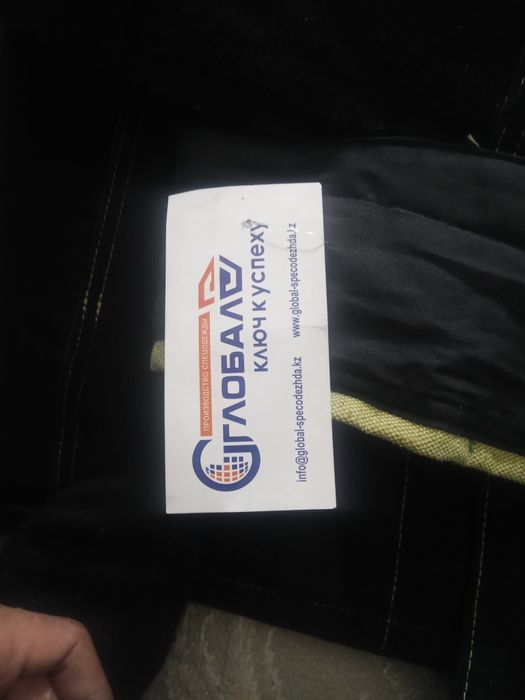 ПРОИЗВОДСТВО СПЕЦОДЕЖДЫ
ГЛОБАЛ
КЛЮЧ К УСПЕХУ
info@global-specodezhda.kz www.global-specodezhda.kz